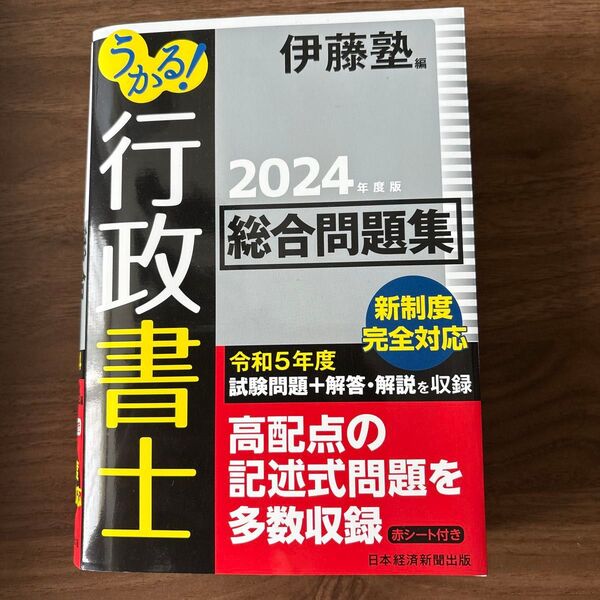 うかる!
行政書士
伊藤塾編
2024年度版
総合問題集
新制度
完全対応
令和5年度
試験問題+解答・解説を収録
高配点の
記述式問題を
多数収録
赤シート付き
日本経済新聞出版